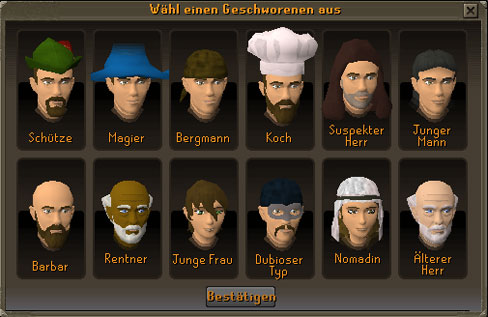 Wähl einen Geschworenen aus
Schütze
Magier
Bergmann
Koch
Suspekter
Herr
Junger
Mann
Barbar
Rentner
Junge Frau
Dubioser
Typ
Nomadin
Älterer
Herr
Bestätigen